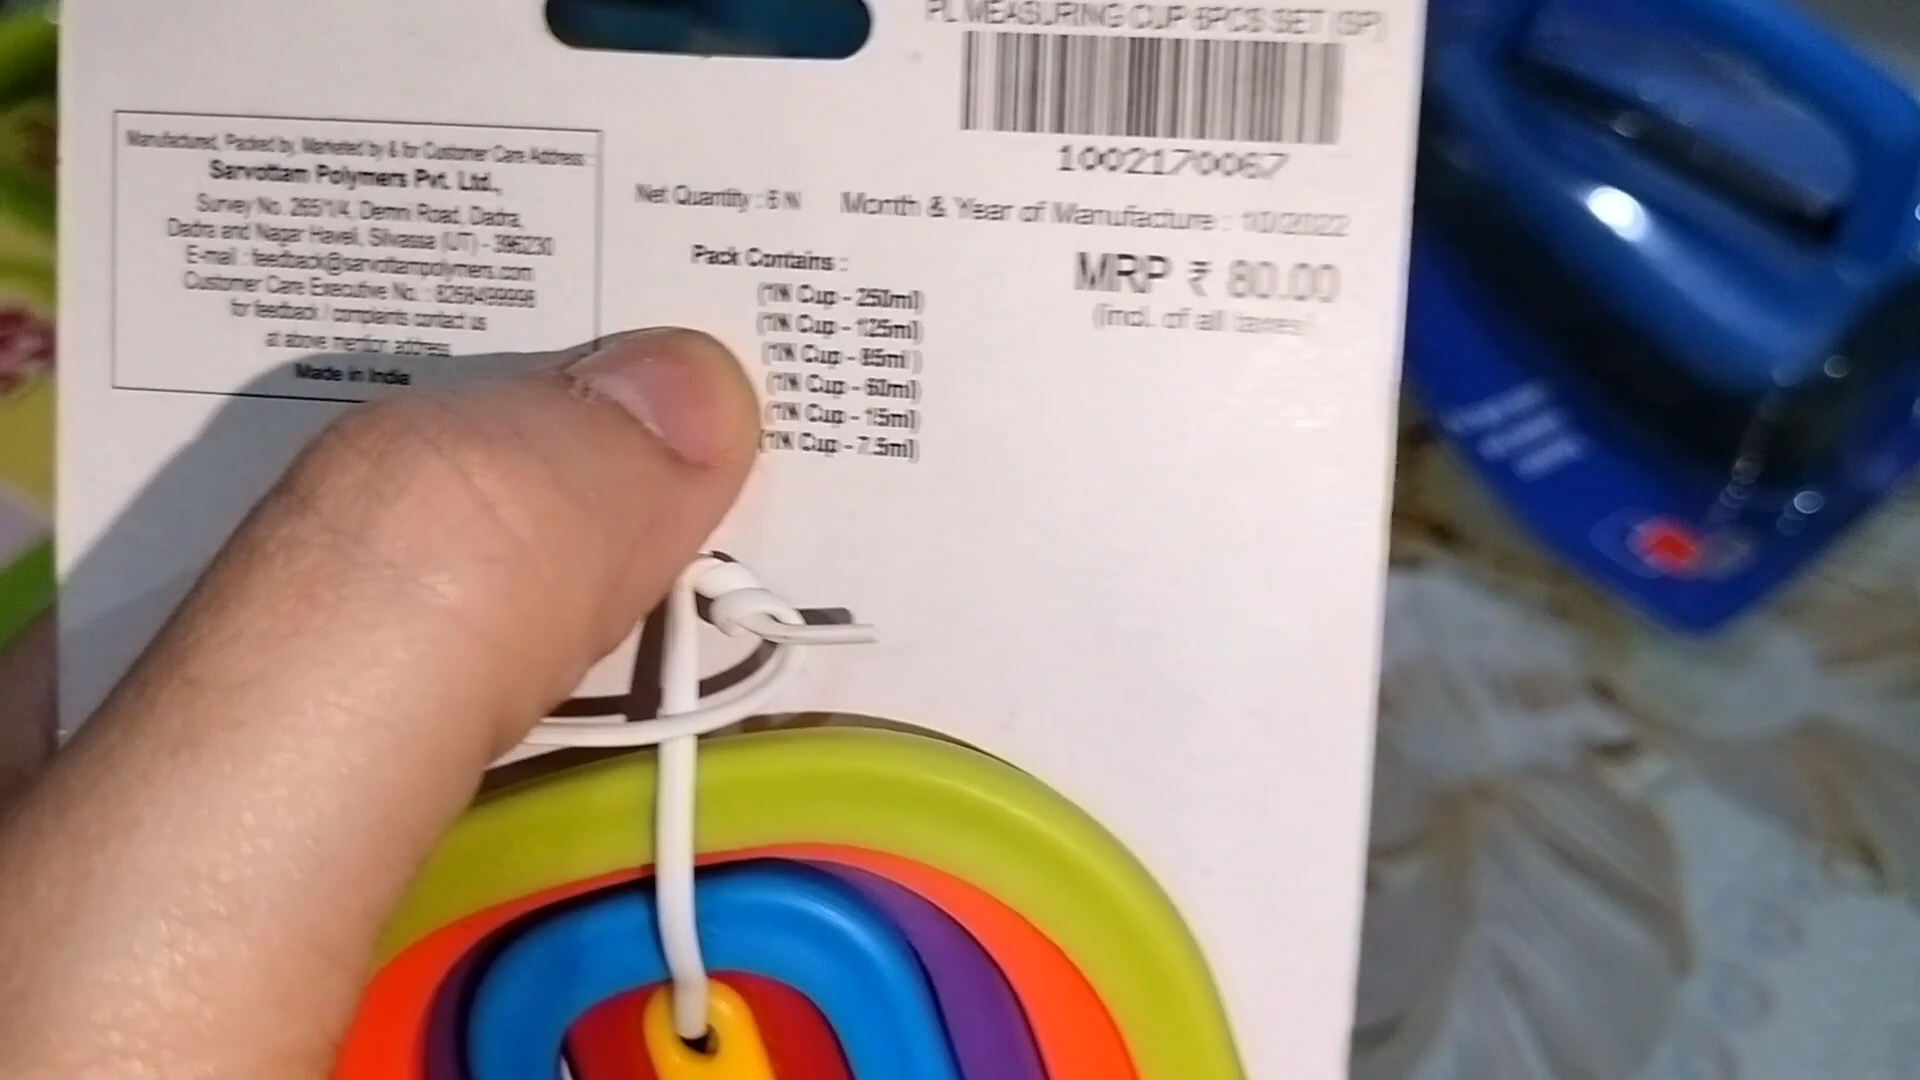 PL MEASURING CUP 6PCS SET (SP)
1002170067
Manufactured, Packed by, Marketed by & for Customer Care Address :
Sarvottam Polymers Pvt. Ltd.,
Survey No. 265/1/4, Demni Road, Dadra,
Dadra and Nagar Haveli, Silvassa (UT) - 396230
E-mail : feedback@sarvottampolymers.com
Customer Care Executive No. :
for feedback / complaints contact us
at above mention address
Made in India
Net Quantity : 6 N
Month & Year of Manufacture : 10/2022
Pack Contains :
(1N Cup - 250ml)
(1N Cup - 125ml)
(1N Cup - 85ml)
(1N Cup - 60ml)
(1N Cup - 15ml)
(1N Cup - 7.5ml)
MRP ₹ 80.00
(incl. of all taxes)